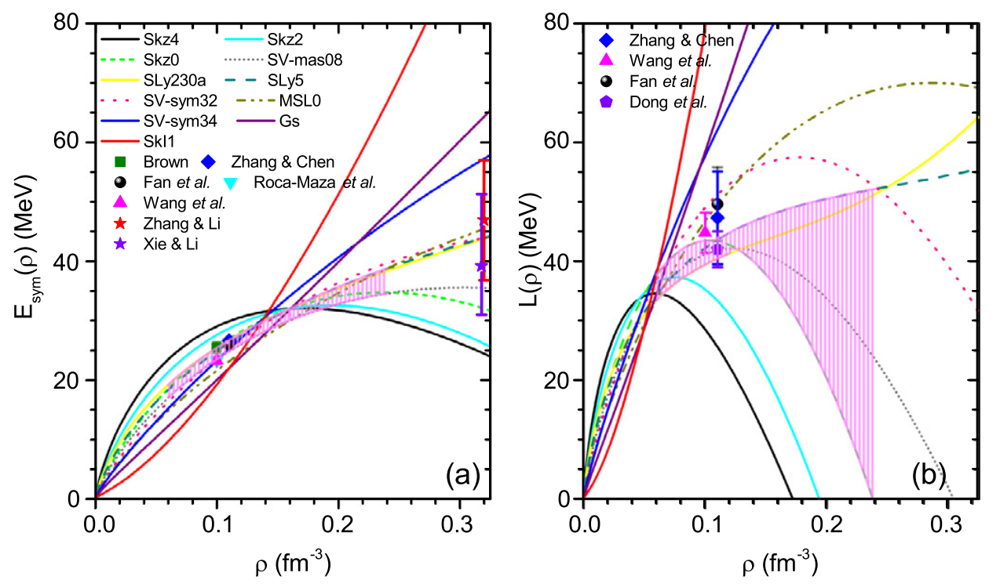 80
60
40
20
0
E_sym(ρ) (MeV)
Skz4 Skz2
Skz0 SV-mas08
SLy230a SLy5
SV-sym32 MSL0
SV-sym34 Gs
SkI1
Brown Zhang & Chen
Fan et al. Roca-Maza et al.
Wang et al.
Zhang & Li
Xie & Li
(a)
0.0 0.1 0.2 0.3
ρ (fm⁻³)
80
60
40
20
0
L(ρ) (MeV)
Zhang & Chen
Wang et al.
Fan et al.
Dong et al.
(b)
0.0 0.1 0.2 0.3
ρ (fm⁻³)